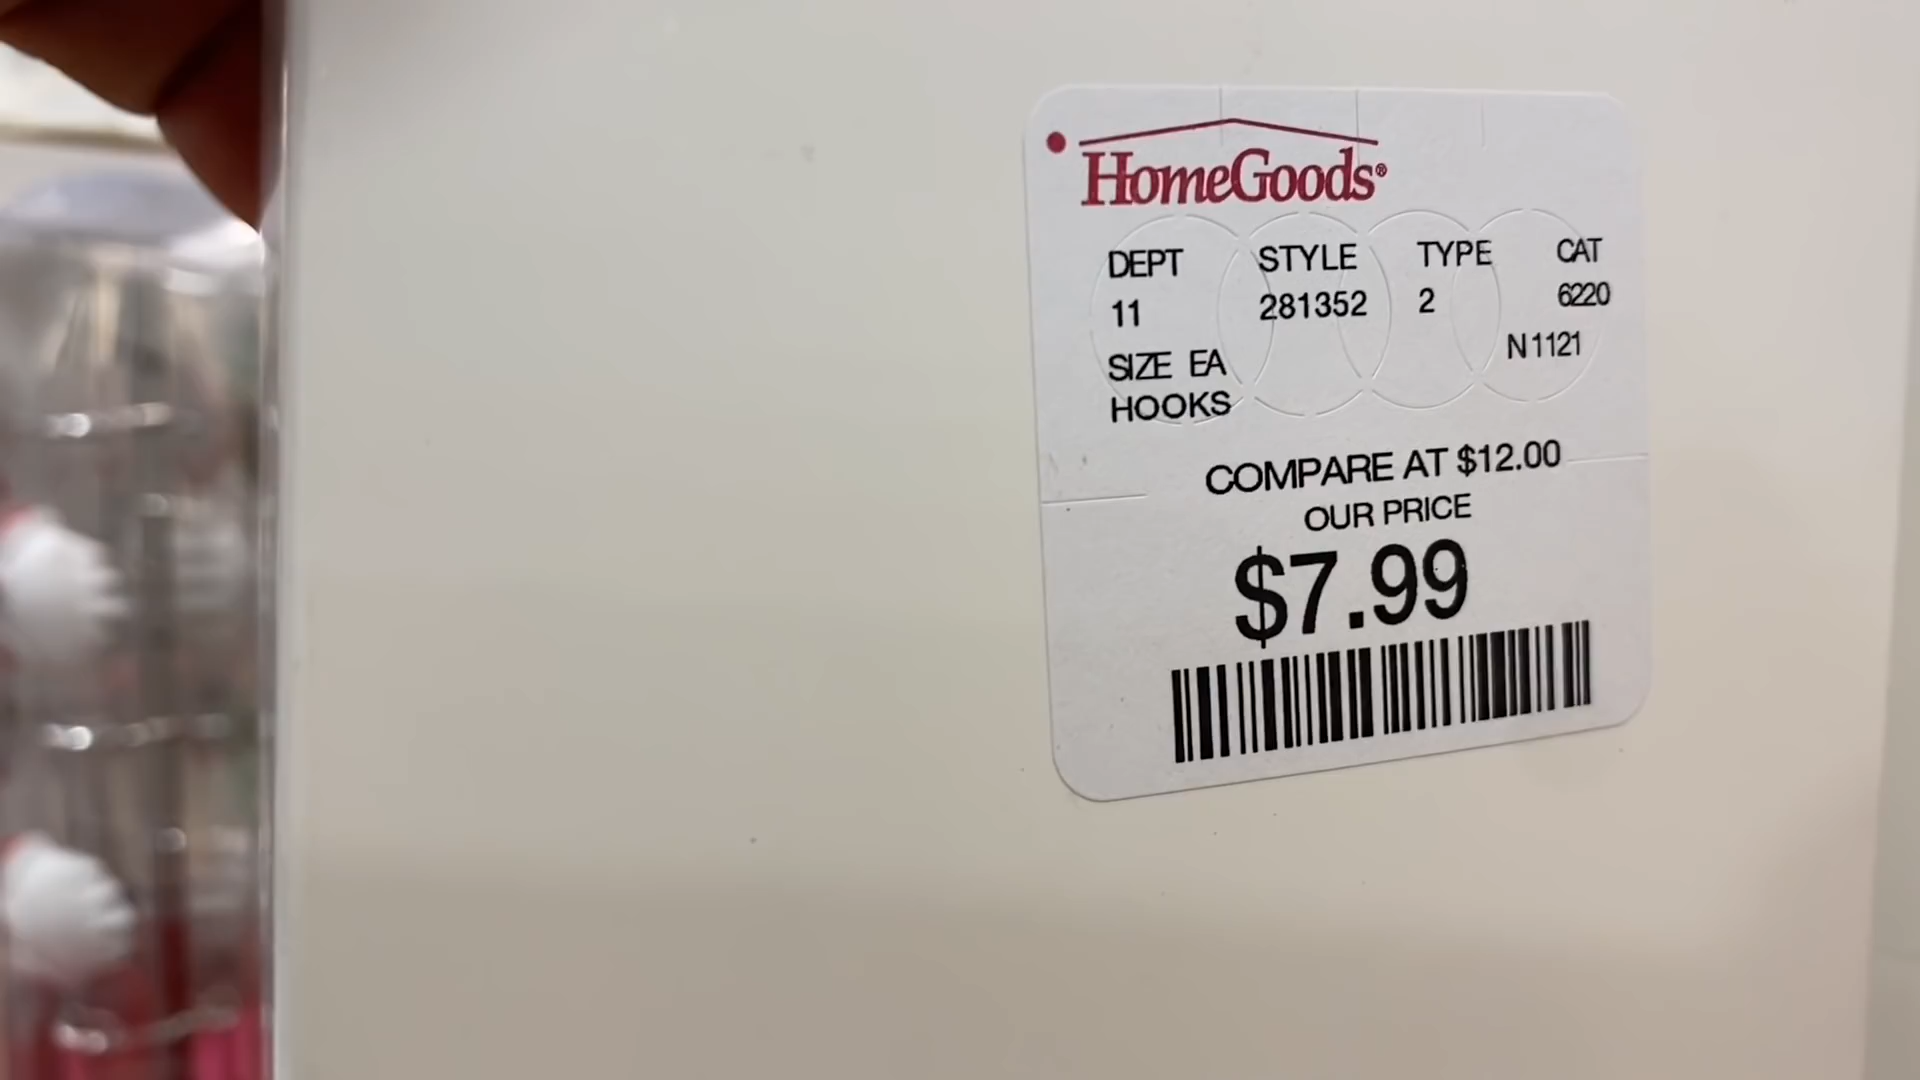 HomeGoods®
DEPT STYLE TYPE CAT
11 281352 2 6220
N1121
SIZE EA
HOOKS
COMPARE AT $12.00
OUR PRICE
$7.99